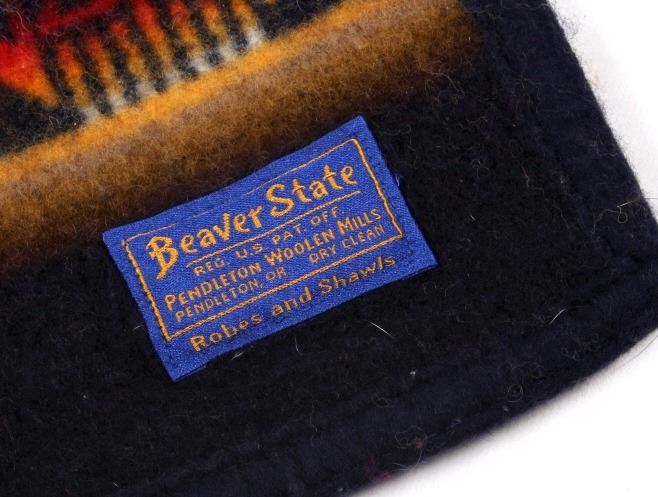 Beaver State
REG. U.S. PAT. OFF.
PENDLETON WOOLEN MILLS
PENDLETON, OR DRY CLEAN
Robes and Shawls